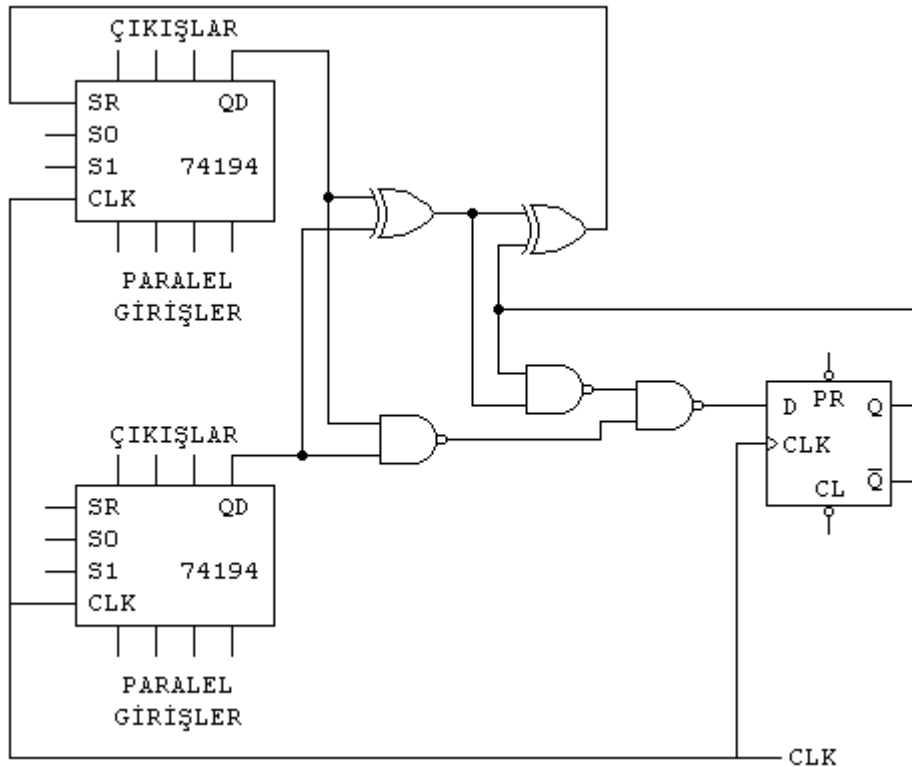 ÇIKIŞLAR
SR QD
S0
S1 74194
CLK
PARALEL
GİRİŞLER
D PR Q
CLK
CL Q̅
ÇIKIŞLAR
SR QD
S0
S1 74194
CLK
PARALEL
GİRİŞLER
CLK